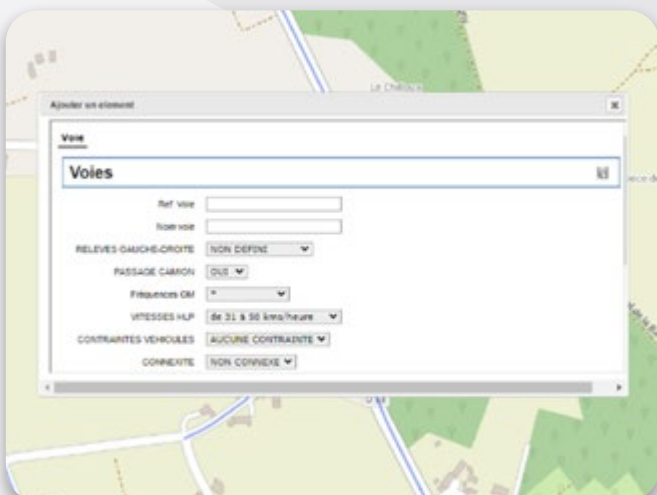 Le Chênois
Ajouter un element
Voie
Voies
Ref Voie
Nom voie
RELEVES GAUCHE-DROITE NON DEFINI
PASSAGE CAMION OUI
Fréquences OM *
VITESSES HLP de 31 à 50 kms/heure
CONTRAINTES VEHICULES AUCUNE CONTRAINTE
CONNEXITE NON CONNEXE